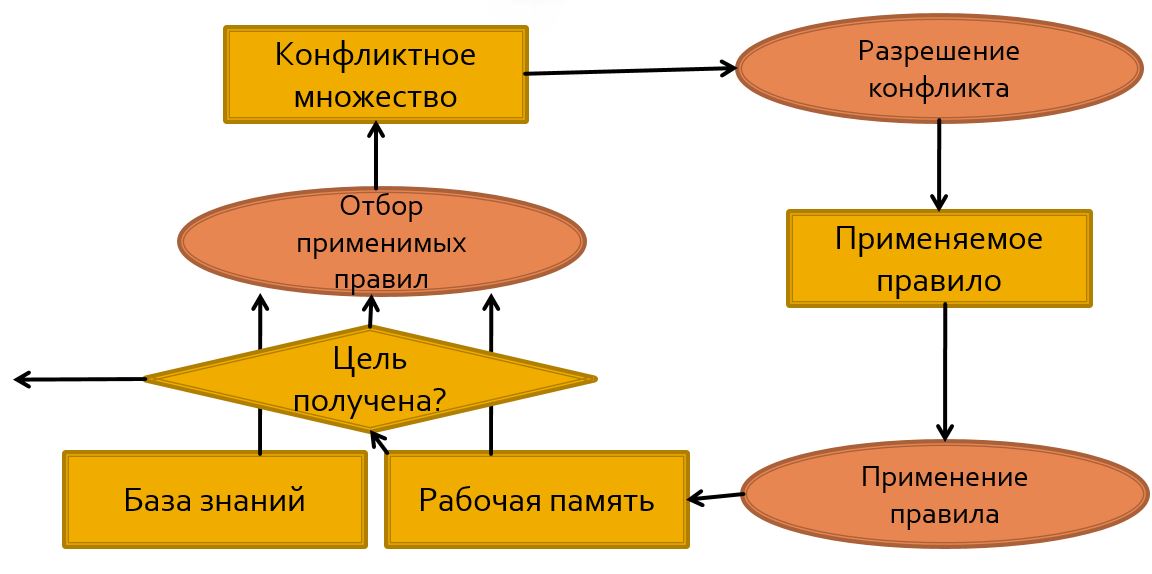 Конфликтное
множество
Разрешение
конфликта
Отбор
применимых
правил
Применяемое
правило
Цель
получена?
База знаний
Рабочая память
Применение
правила